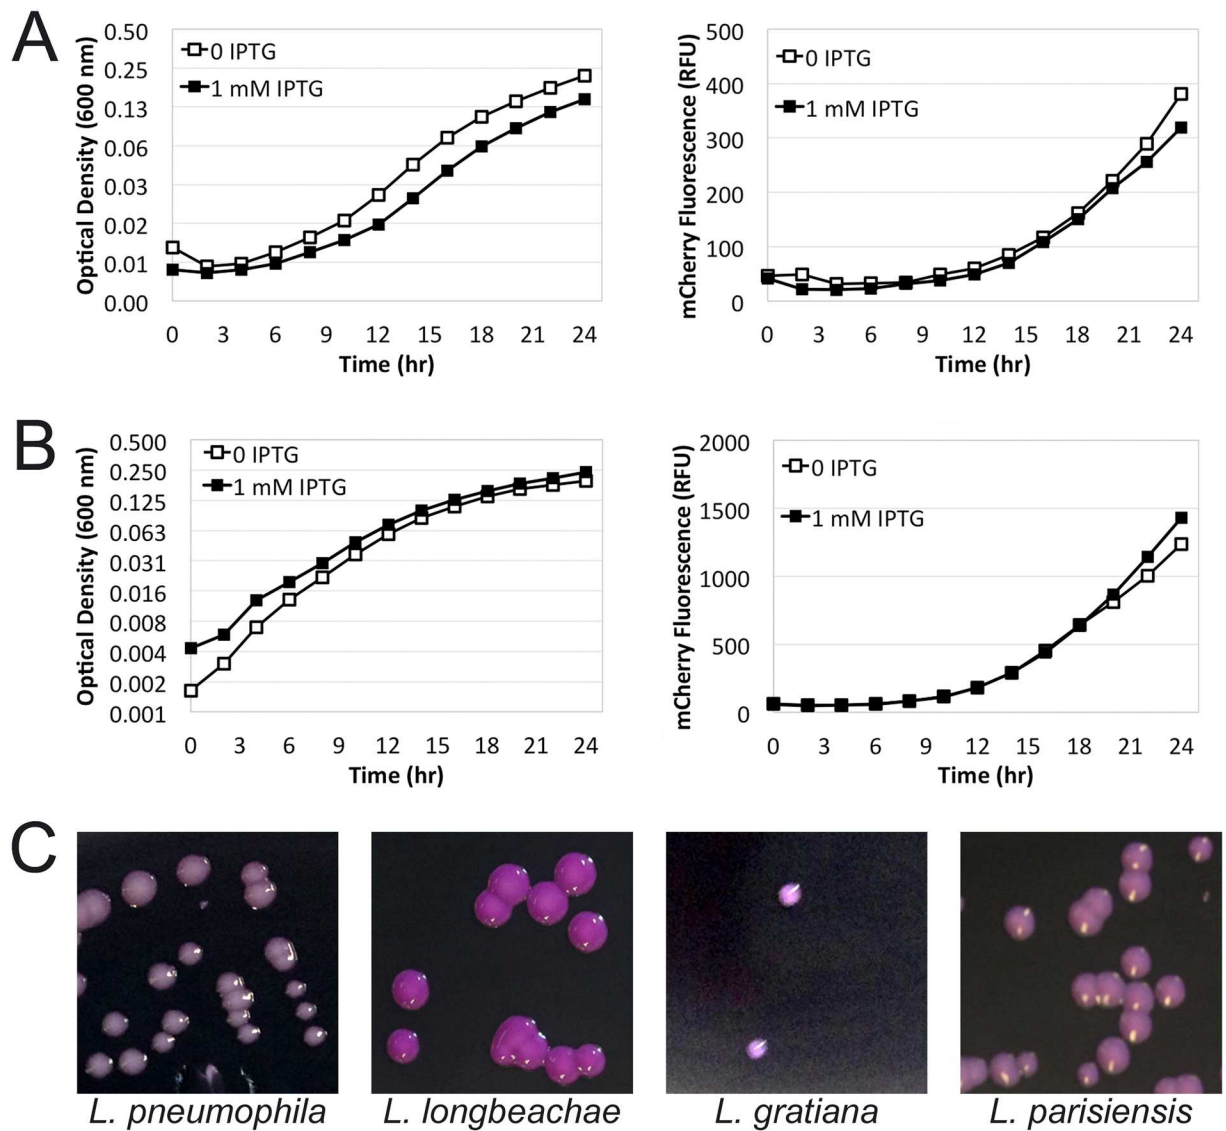 A
Optical Density (600 nm)
0.50
0.25
0.13
0.06
0.03
0.02
0.01
0.00
0 IPTG
1 mM IPTG
0 3 6 9 12 15 18 21 24
Time (hr)
mCherry Fluorescence (RFU)
500
400
300
200
100
0
0 IPTG
1 mM IPTG
0 3 6 9 12 15 18 21 24
Time (hr)
B
Optical Density (600 nm)
0.500
0.250
0.125
0.063
0.031
0.016
0.008
0.004
0.002
0.001
0 IPTG
1 mM IPTG
0 3 6 9 12 15 18 21 24
Time (hr)
mCherry Fluorescence (RFU)
2000
1500
1000
500
0
0 IPTG
1 mM IPTG
0 3 6 9 12 15 18 21 24
Time (hr)
C
L. pneumophila
L. longbeachae
L. gratiana
L. parisiensis